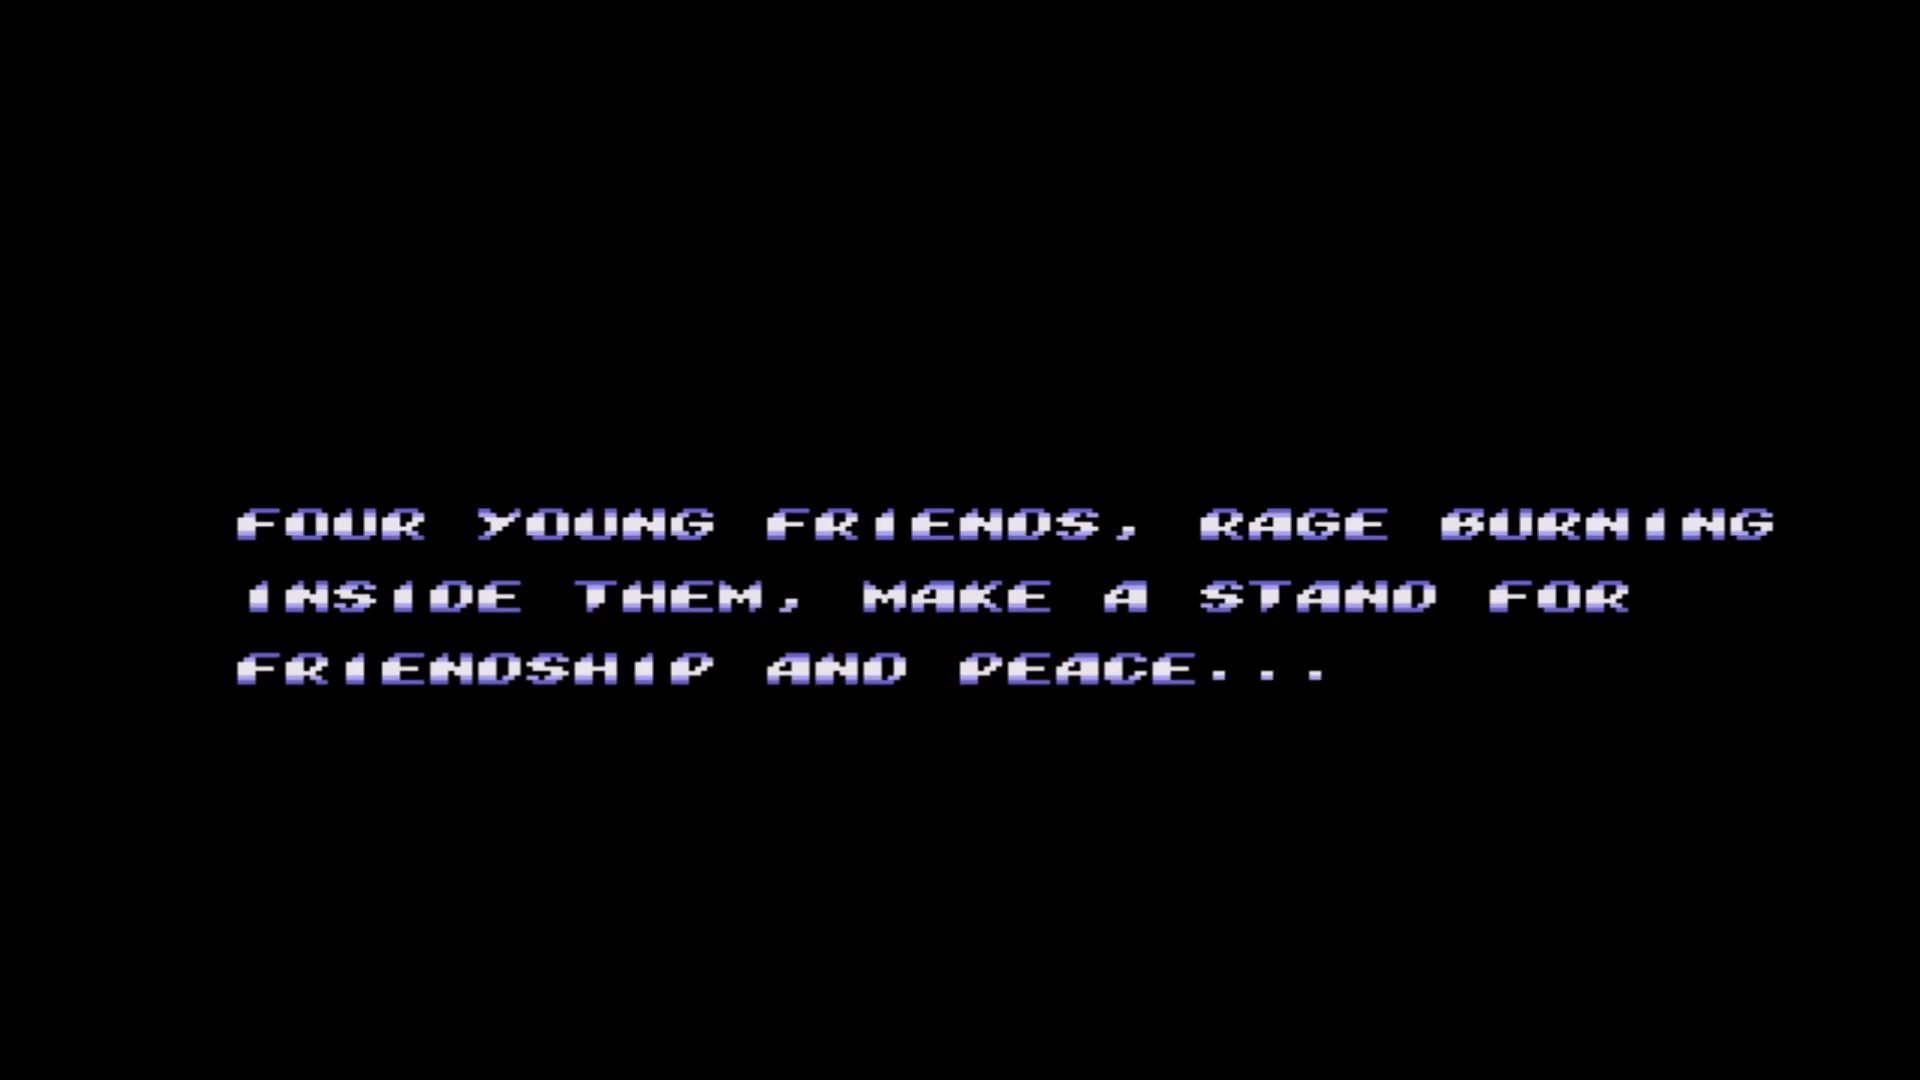 FOUR YOUNG FRIENDS, RAGE BURNING
INSIDE THEM, MAKE A STAND FOR
FRIENDSHIP AND PEACE...